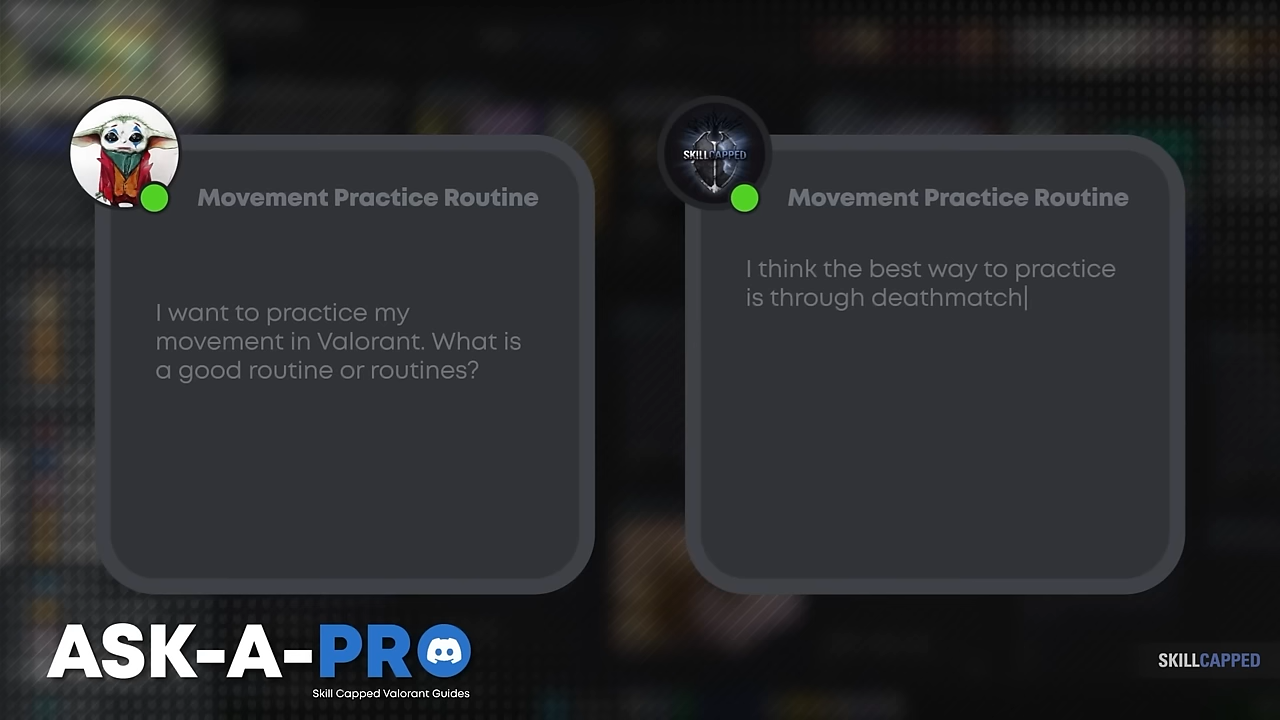 SKILLCAPPED
Movement Practice Routine
I want to practice my
movement in Valorant. What is
a good routine or routines?
Movement Practice Routine
I think the best way to practice
is through deathmatch|
ASK-A-PRO
Skill Capped Valorant Guides
SKILLCAPPED